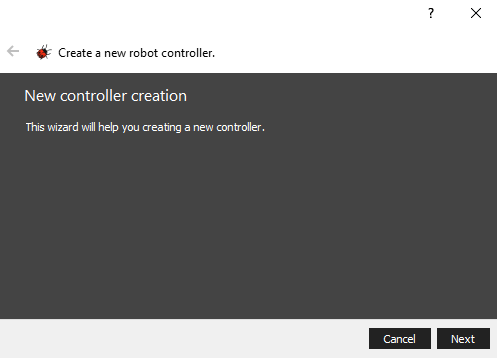 ?
Create a new robot controller.
New controller creation
This wizard will help you creating a new controller.
Cancel Next